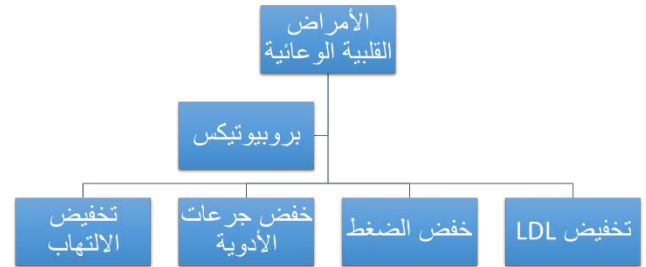 الأمراض
القلبية الوعائية
بروبيوتيكس
تخفيض LDL
خفض الضغط
خفض جرعات
الأدوية
تخفيض
الالتهاب